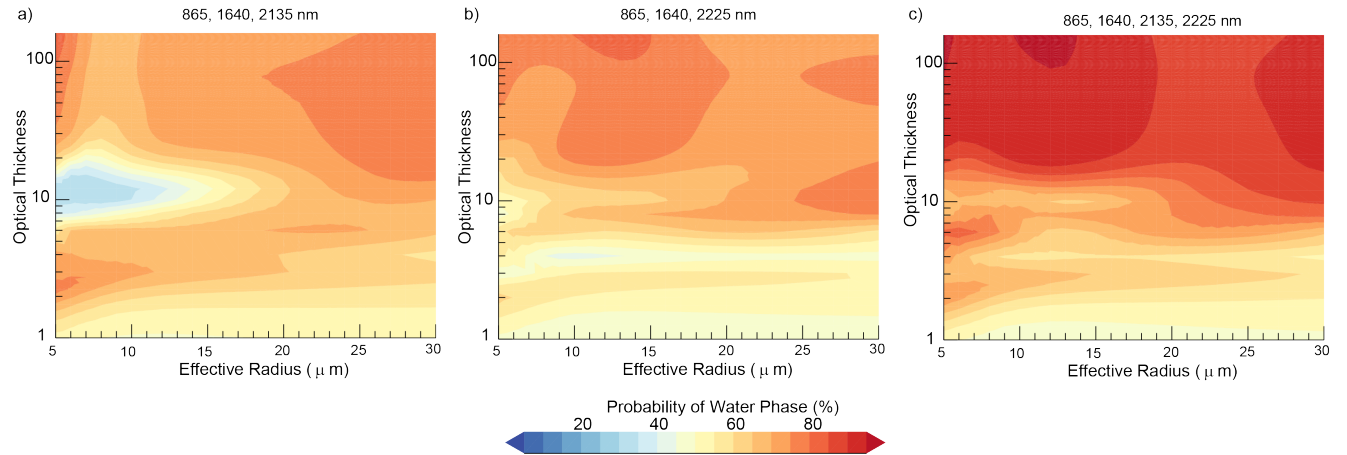 a) 865, 1640, 2135 nm
b) 865, 1640, 2225 nm
c) 865, 1640, 2135, 2225 nm
Optical Thickness
100
10
1
5 10 15 20 25 30
Effective Radius ( μ m)
Optical Thickness
100
10
1
5 10 15 20 25 30
Effective Radius ( μ m)
Optical Thickness
100
10
1
5 10 15 20 25 30
Effective Radius ( μ m)
Probability of Water Phase (%)
20 40 60 80